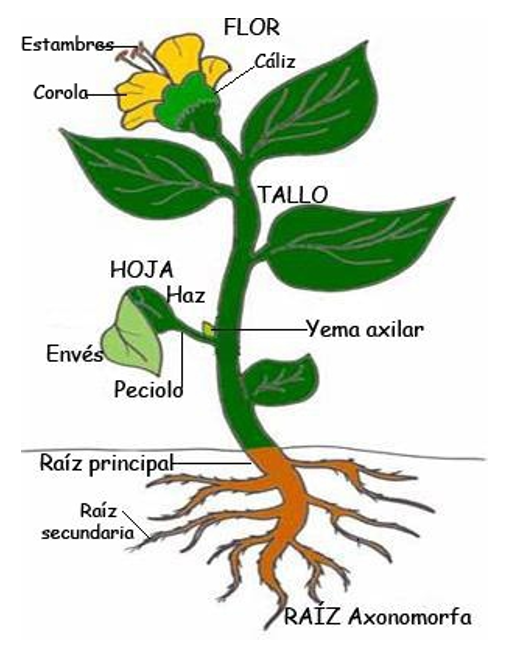 FLOR
Estambres
Cáliz
Corola
TALLO
HOJA
Haz
Yema axilar
Envés
Peciolo
Raíz principal
Raíz
secundaria
RAÍZ Axonomorfa